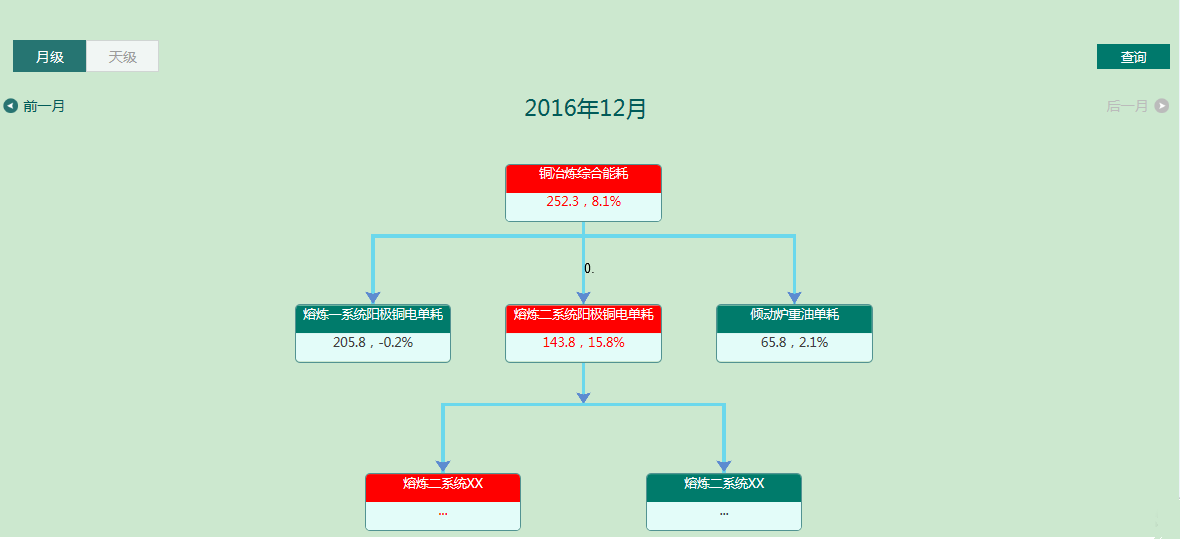 月级 天级 查询
前一月 2016年12月 后一月
铜冶炼综合能耗
252.3，8.1%
0.
熔炼一系统阳极铜电单耗 熔炼二系统阳极铜电单耗 倾动炉重油单耗
205.8，-0.2% 143.8，15.8% 65.8，2.1%
熔炼二系统XX 熔炼二系统XX
... ...